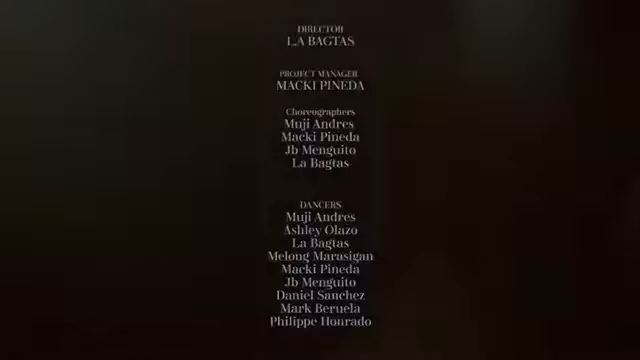 DIRECTOR
L.A BAGTAS
PROJECT MANAGER
MACKI PINEDA
Choreographers
Muji Andres
Macki Pineda
Jb Menguito
La Bagtas
DANCERS
Muji Andres
Ashley Olazo
La Bagtas
Melong Marasigan
Macki Pineda
Jb Menguito
Daniel Sanchez
Mark Beruela
Philippe Honrado